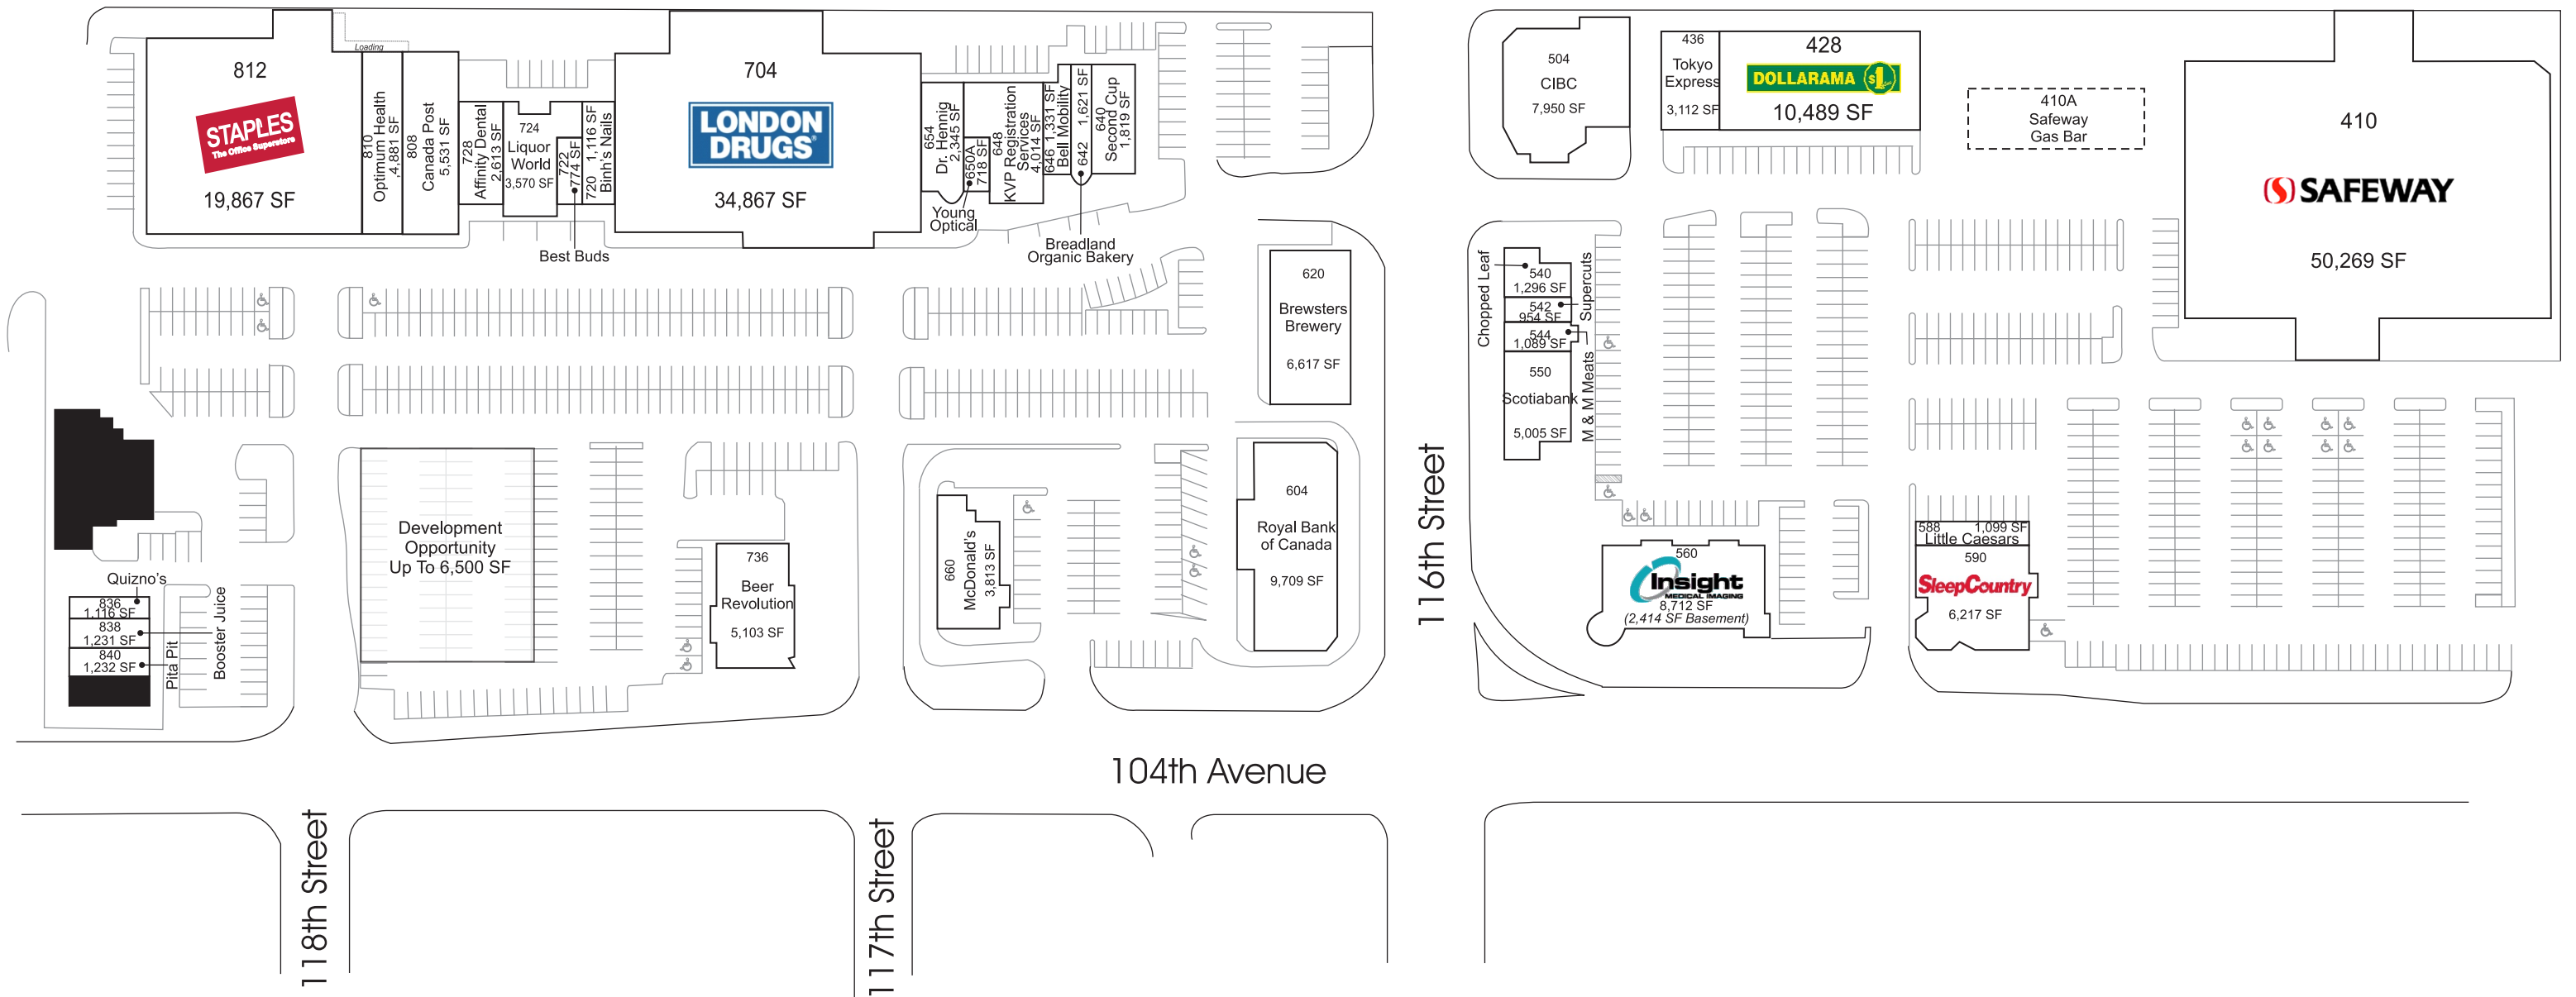 Loading
812
STAPLES
The Office Superstore
19,867 SF
810
Optimum Health
4,881 SF
808
Canada Post
5,531 SF
728
Affinity Dental
2,613 SF
724
Liquor
World
3,570 SF
722
774 SF
Best Buds
720 1,116 SF
Binh's Nails
704
LONDON
DRUGS
34,867 SF
654
Dr. Hennig
2,345 SF
650A
718 SF
Young
Optical
648
KVP Registration
Services
4,014 SF
646 1,331 SF
Bell Mobility
642 1,621 SF
Breadland
Organic Bakery
640
Second Cup
1,819 SF
504
CIBC
7,950 SF
436
Tokyo
Express
3,112 SF
428
DOLLARAMA $1
10,489 SF
410A
Safeway
Gas Bar
410
SAFEWAY
50,269 SF
620
Brewsters
Brewery
6,617 SF
Chopped Leaf
540
1,296 SF
542
954 SF
Supercuts
544
1,089 SF
M & M Meats
550
Scotiabank
5,005 SF
Development
Opportunity
Up To 6,500 SF
736
Beer
Revolution
5,103 SF
660
McDonald's
3,813 SF
604
Royal Bank
of Canada
9,709 SF
116th Street
560
Insight
MEDICAL IMAGING
8,712 SF
(2,414 SF Basement)
588 1,099 SF
Little Caesars
590
SleepCountry
6,217 SF
Quizno's
836
1,116 SF
838
1,231 SF
840
1,232 SF
Pita Pit
Booster Juice
104th Avenue
118th Street
117th Street